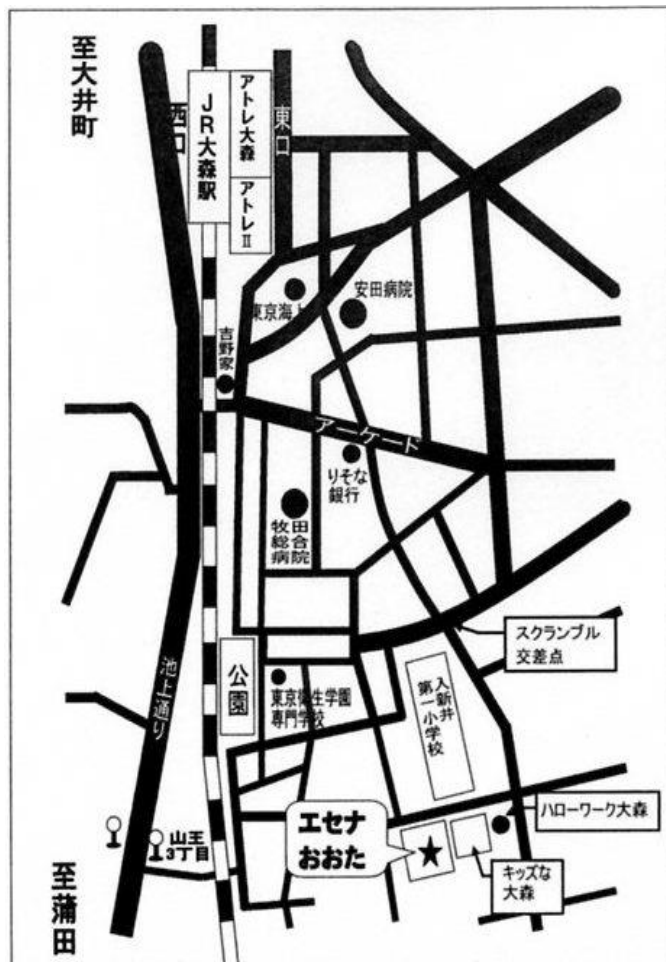 至大井町
西口
JR大森駅
アトレ大森
アトレⅡ
東口
東京海上
安田病院
吉野家
アーケード
りそな
銀行
牧田
総合
病院
スクランブル
交差点
公園
池上通り
東京衛生学園
専門学校
入新井
第一小学校
エセナ
おおた
ハローワーク大森
キッズな
大森
山王
3丁目
至蒲田